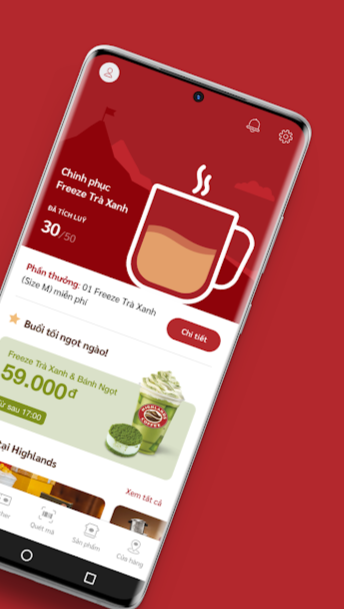 Chinh phục
Freeze Trà Xanh
ĐÃ TÍCH LUỸ
30/50
Phần thưởng: 01 Freeze Trà Xanh
(Size M) miễn phí
Chi tiết
Buổi tối ngọt ngào!
Freeze Trà Xanh & Bánh Ngọt
59.000đ
Từ sau 17:00
HIGHLANDS
COFFEE
tại Highlands
Xem tất cả
Quét mã
Sản phẩm
Cửa hàng